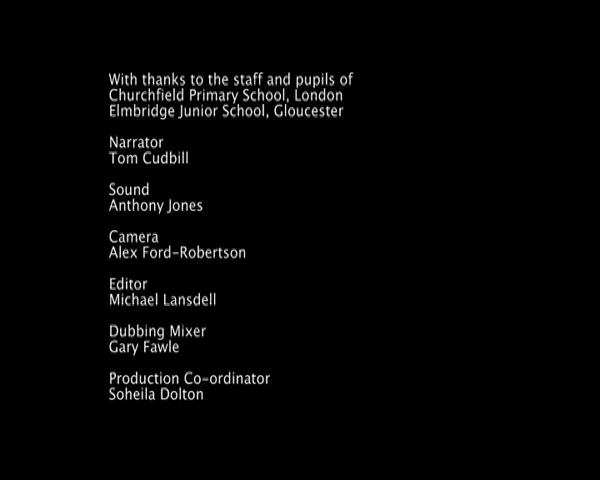 With thanks to the staff and pupils of
Churchfield Primary School, London
Elmbridge Junior School, Gloucester
Narrator
Tom Cudbill
Sound
Anthony Jones
Camera
Alex Ford-Robertson
Editor
Michael Lansdell
Dubbing Mixer
Gary Fawle
Production Co-ordinator
Soheila Dolton